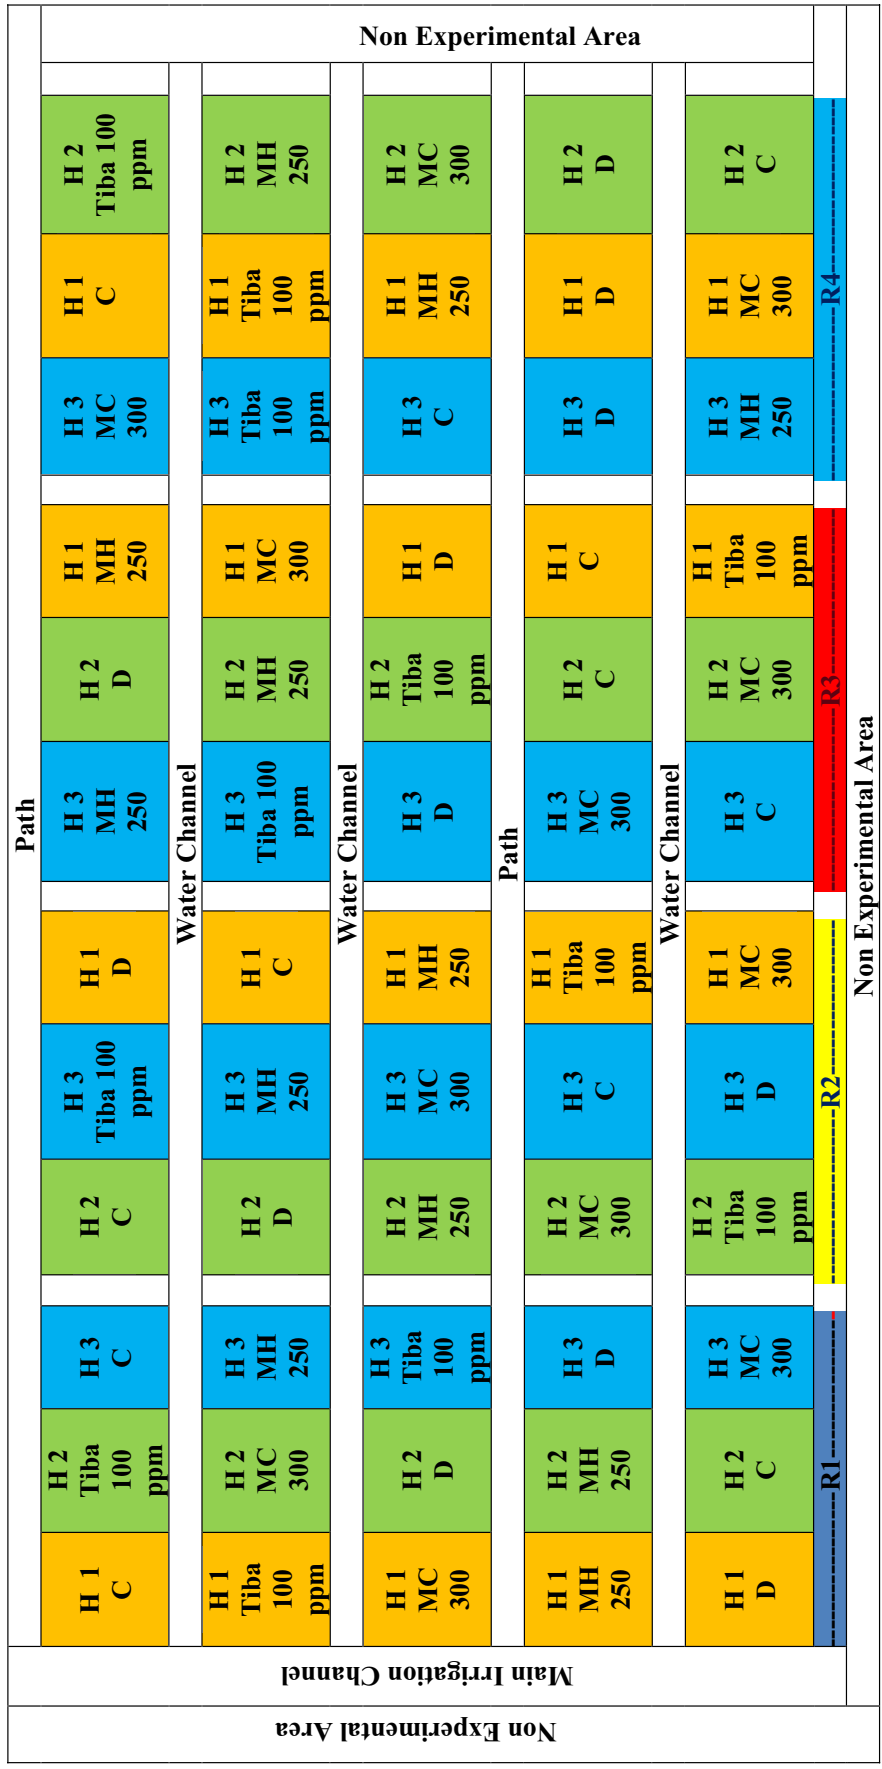 Non Experimental Area
Main Irrigation Channel
Path
H 1
C
H 2
Tiba
100
ppm
H 3
C
H 2
C
H 3
Tiba 100
ppm
H 1
D
H 3
MH
250
H 2
D
H 1
MH
250
H 3
MC
300
H 1
C
H 2
Tiba 100
ppm
Water Channel
H 1
Tiba
100
ppm
H 2
MC
300
H 3
MH
250
H 2
D
H 3
MH
250
H 1
C
H 3
Tiba 100
ppm
H 2
MH
250
H 1
MC
300
H 3
Tiba
100
ppm
H 1
Tiba
100
ppm
H 2
MH
250
Water Channel
H 1
MC
300
H 2
D
H 3
Tiba
100
ppm
H 2
MH
250
H 3
MC
300
H 1
MH
250
H 3
D
H 2
Tiba
100
ppm
H 1
D
H 3
C
H 1
MH
250
H 2
MC
300
Path
H 1
MH
250
H 2
MH
250
H 3
D
H 2
MC
300
H 3
C
H 1
Tiba
100
ppm
H 3
MC
300
H 2
C
H 1
C
H 3
D
H 1
D
H 2
D
Water Channel
H 1
D
H 2
C
H 3
MC
300
H 2
Tiba
100
ppm
H 3
D
H 1
MC
300
H 3
C
H 2
MC
300
H 1
Tiba
100
ppm
H 3
MH
250
H 1
MC
300
H 2
C
Non Experimental Area
R1
R2
R3
R4
Non Experimental Area